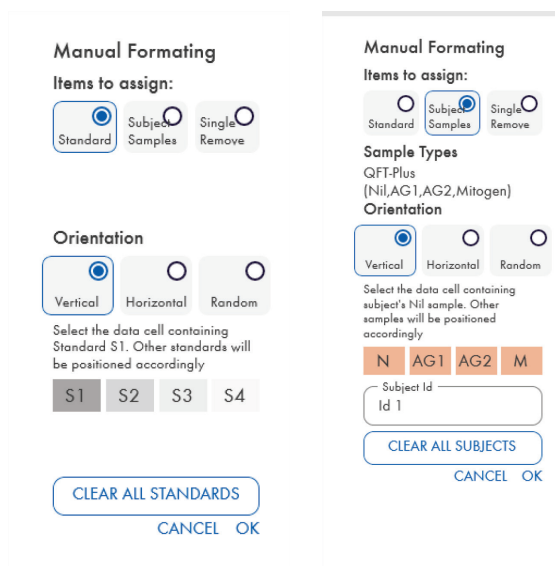 Manual Formating
Items to assign:
Standard
Subject Samples
Single Remove
Orientation
Vertical
Horizontal
Random
Select the data cell containing
Standard S1. Other standards will
be positioned accordingly
S1 S2 S3 S4
CLEAR ALL STANDARDS
CANCEL OK
Manual Formating
Items to assign:
Standard
Subject Samples
Single Remove
Sample Types
QFT-Plus
(Nil,AG1,AG2,Mitogen)
Orientation
Vertical
Horizontal
Random
Select the data cell containing
subject's Nil sample. Other
samples will be positioned
accordingly
N AG1 AG2 M
Subject Id
Id 1
CLEAR ALL SUBJECTS
CANCEL OK